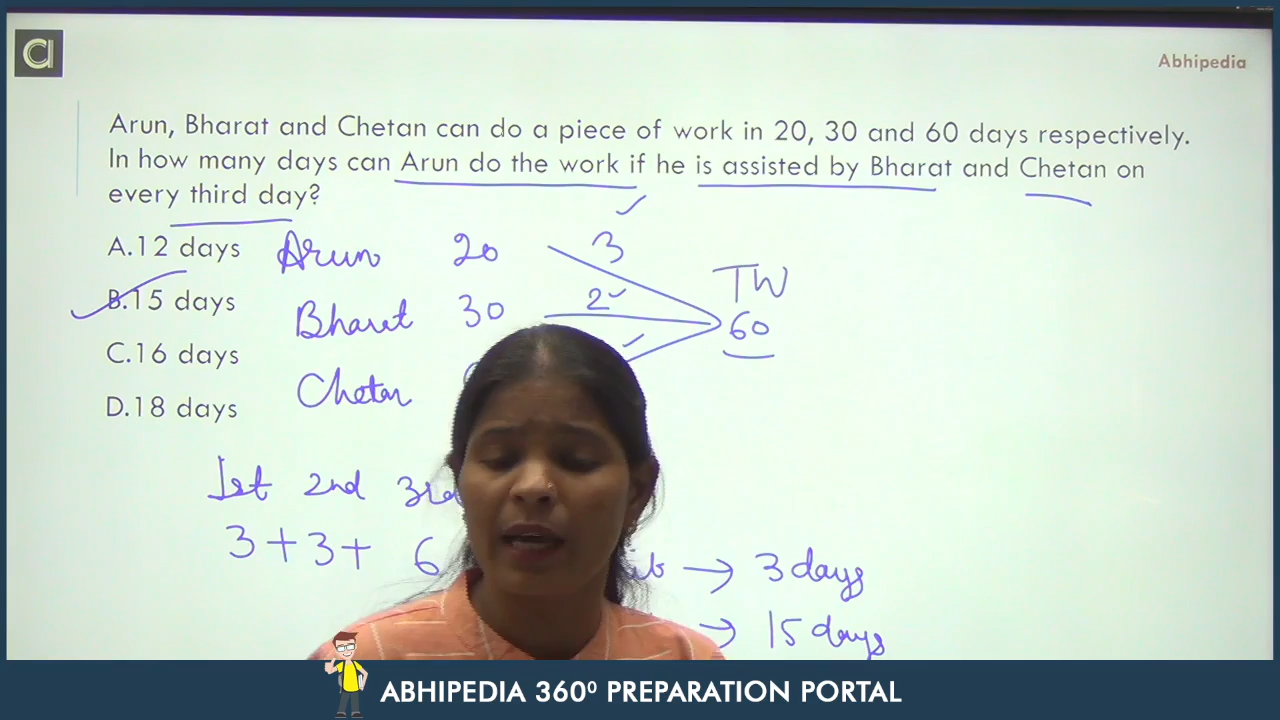 Abhipedia
Arun, Bharat and Chetan can do a piece of work in 20, 30 and 60 days respectively.
In how many days can Arun do the work if he is assisted by Bharat and Chetan on
every third day?
A.12 days
Arun 20 3
TW
B.15 days
Bharat 30 2
60
C.16 days
Chetan
D.18 days
Ist 2nd 3rd
3+3+ 6
→ 3 days
→ 15 days
ABHIPEDIA 360⁰ PREPARATION PORTAL